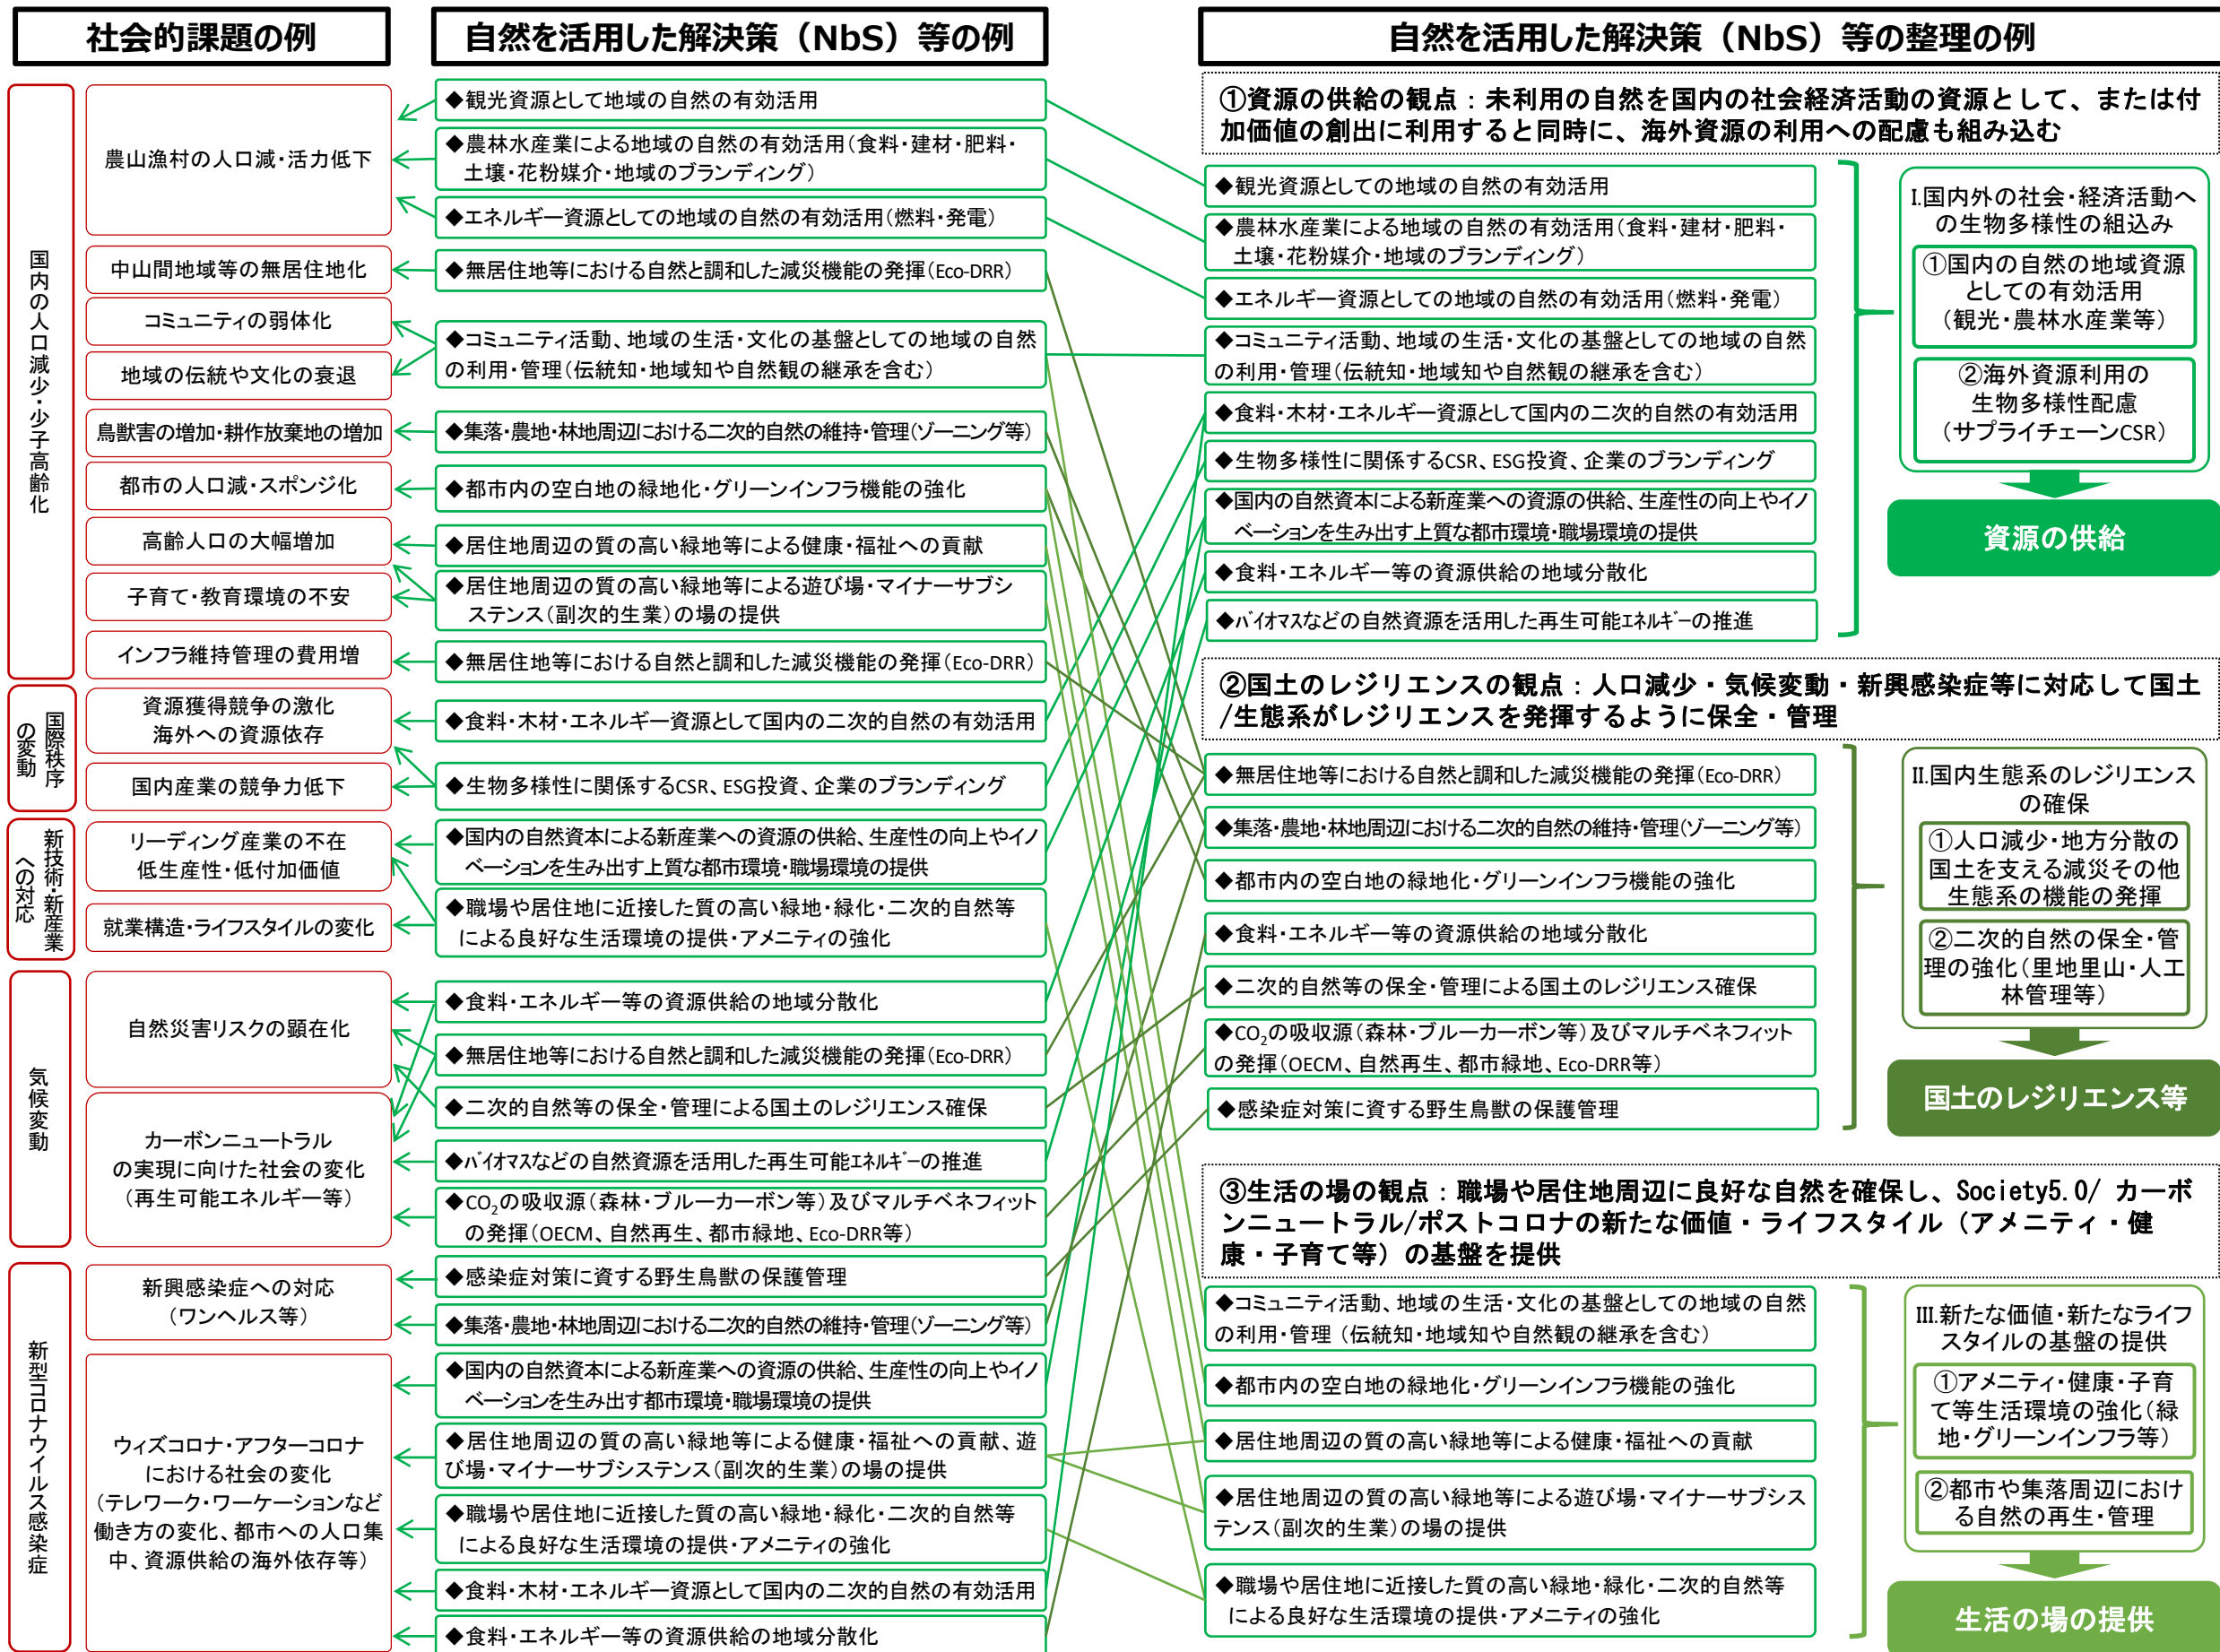 社会的課題の例
自然を活用した解決策（NbS）等の例
自然を活用した解決策（NbS）等の整理の例
国内の人口減少・少子高齢化
農山漁村の人口減・活力低下
中山間地域等の無居住地化
コミュニティの弱体化
地域の伝統や文化の衰退
鳥獣害の増加・耕作放棄地の増加
都市の人口減・スポンジ化
高齢人口の大幅増加
子育て・教育環境の不安
インフラ維持管理の費用増
国際秩序
の変動
資源獲得競争の激化
海外への資源依存
国内産業の競争力低下
新技術・新産業
への対応
リーディング産業の不在
低生産性・低付加価値
就業構造・ライフスタイルの変化
気候変動
自然災害リスクの顕在化
カーボンニュートラル
の実現に向けた社会の変化
（再生可能エネルギー等）
新型コロナウイルス感染症
新興感染症への対応
（ワンヘルス等）
ウィズコロナ・アフターコロナ
における社会の変化
（テレワーク・ワーケーションなど
働き方の変化、都市への人口集
中、資源供給の海外依存等）
◆観光資源として地域の自然の有効活用
◆農林水産業による地域の自然の有効活用（食料・建材・肥料・
土壌・花粉媒介・地域のブランディング）
◆エネルギー資源としての地域の自然の有効活用（燃料・発電）
◆無居住地等における自然と調和した減災機能の発揮（Eco-DRR）
◆コミュニティ活動、地域の生活・文化の基盤としての地域の自然
の利用・管理（伝統知・地域知や自然観の継承を含む）
◆集落・農地・林地周辺における二次的自然の維持・管理（ゾーニング等）
◆都市内の空白地の緑地化・グリーンインフラ機能の強化
◆居住地周辺の質の高い緑地等による健康・福祉への貢献
◆居住地周辺の質の高い緑地等による遊び場・マイナーサブシ
ステンス（副次的生業）の場の提供
◆無居住地等における自然と調和した減災機能の発揮（Eco-DRR）
◆食料・木材・エネルギー資源として国内の二次的自然の有効活用
◆生物多様性に関係するCSR、ESG投資、企業のブランディング
◆国内の自然資本による新産業への資源の供給、生産性の向上やイノ
ベーションを生み出す上質な都市環境・職場環境の提供
◆職場や居住地に近接した質の高い緑地・緑化・二次的自然等
による良好な生活環境の提供・アメニティの強化
◆食料・エネルギー等の資源供給の地域分散化
◆無居住地等における自然と調和した減災機能の発揮（Eco-DRR）
◆二次的自然等の保全・管理による国土のレジリエンス確保
◆バイオマスなどの自然資源を活用した再生可能エネルギーの推進
◆CO2の吸収源（森林・ブルーカーボン等）及びマルチベネフィット
の発揮（OECM、自然再生、都市緑地、Eco-DRR等）
◆感染症対策に資する野生鳥獣の保護管理
◆集落・農地・林地周辺における二次的自然の維持・管理（ゾーニング等）
◆国内の自然資本による新産業への資源の供給、生産性の向上やイノ
ベーションを生み出す都市環境・職場環境の提供
◆居住地周辺の質の高い緑地等による健康・福祉への貢献、遊
び場・マイナーサブシステンス（副次的生業）の場の提供
◆職場や居住地に近接した質の高い緑地・緑化・二次的自然等
による良好な生活環境の提供・アメニティの強化
◆食料・木材・エネルギー資源として国内の二次的自然の有効活用
◆食料・エネルギー等の資源供給の地域分散化
①資源の供給の観点：未利用の自然を国内の社会経済活動の資源として、または付
加価値の創出に利用すると同時に、海外資源の利用への配慮も組み込む
◆観光資源としての地域の自然の有効活用
◆農林水産業による地域の自然の有効活用（食料・建材・肥料・
土壌・花粉媒介・地域のブランディング）
◆エネルギー資源としての地域の自然の有効活用（燃料・発電）
◆コミュニティ活動、地域の生活・文化の基盤としての地域の自然
の利用・管理（伝統知・地域知や自然観の継承を含む）
◆食料・木材・エネルギー資源として国内の二次的自然の有効活用
◆生物多様性に関係するCSR、ESG投資、企業のブランディング
◆国内の自然資本による新産業への資源の供給、生産性の向上やイノ
ベーションを生み出す上質な都市環境・職場環境の提供
◆食料・エネルギー等の資源供給の地域分散化
◆バイオマスなどの自然資源を活用した再生可能エネルギーの推進
I.国内外の社会・経済活動へ
の生物多様性の組込み
①国内の自然の地域資源
としての有効活用
（観光・農林水産業等）
②海外資源利用の
生物多様性配慮
（サプライチェーンCSR）
資源の供給
②国土のレジリエンスの観点：人口減少・気候変動・新興感染症等に対応して国土
/生態系がレジリエンスを発揮するように保全・管理
◆無居住地等における自然と調和した減災機能の発揮（Eco-DRR）
◆集落・農地・林地周辺における二次的自然の維持・管理（ゾーニング等）
◆都市内の空白地の緑地化・グリーンインフラ機能の強化
◆食料・エネルギー等の資源供給の地域分散化
◆二次的自然等の保全・管理による国土のレジリエンス確保
◆CO2の吸収源（森林・ブルーカーボン等）及びマルチベネフィット
の発揮（OECM、自然再生、都市緑地、Eco-DRR等）
◆感染症対策に資する野生鳥獣の保護管理
II.国内生態系のレジリエンス
の確保
①人口減少・地方分散の
国土を支える減災その他
生態系の機能の発揮
②二次的自然の保全・管
理の強化（里地里山・人工
林管理等）
国土のレジリエンス等
③生活の場の観点：職場や居住地周辺に良好な自然を確保し、Society5.0/ カーボ
ンニュートラル/ポストコロナの新たな価値・ライフスタイル（アメニティ・健
康・子育て等）の基盤を提供
◆コミュニティ活動、地域の生活・文化の基盤としての地域の自然
の利用・管理（伝統知・地域知や自然観の継承を含む）
◆都市内の空白地の緑地化・グリーンインフラ機能の強化
◆居住地周辺の質の高い緑地等による健康・福祉への貢献
◆居住地周辺の質の高い緑地等による遊び場・マイナーサブシス
テンス（副次的生業）の場の提供
◆職場や居住地に近接した質の高い緑地・緑化・二次的自然等
による良好な生活環境の提供・アメニティの強化
III.新たな価値・新たなライフ
スタイルの基盤の提供
①アメニティ・健康・子育
て等生活環境の強化（緑
地・グリーンインフラ等）
②都市や集落周辺におけ
る自然の再生・管理
生活の場の提供